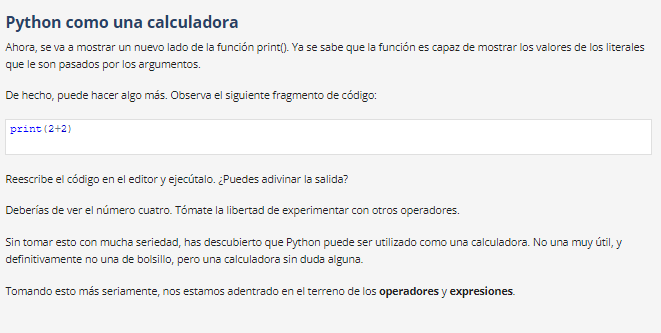 Python como una calculadora
Ahora, se va a mostrar un nuevo lado de la función print(). Ya se sabe que la función es capaz de mostrar los valores de los literales
que le son pasados por los argumentos.
De hecho, puede hacer algo más. Observa el siguiente fragmento de código:
print(2+2)
Reescribe el código en el editor y ejecútalo. ¿Puedes adivinar la salida?
Deberías de ver el número cuatro. Tómate la libertad de experimentar con otros operadores.
Sin tomar esto con mucha seriedad, has descubierto que Python puede ser utilizado como una calculadora. No una muy útil, y
definitivamente no una de bolsillo, pero una calculadora sin duda alguna.
Tomando esto más seriamente, nos estamos adentrado en el terreno de los operadores y expresiones.